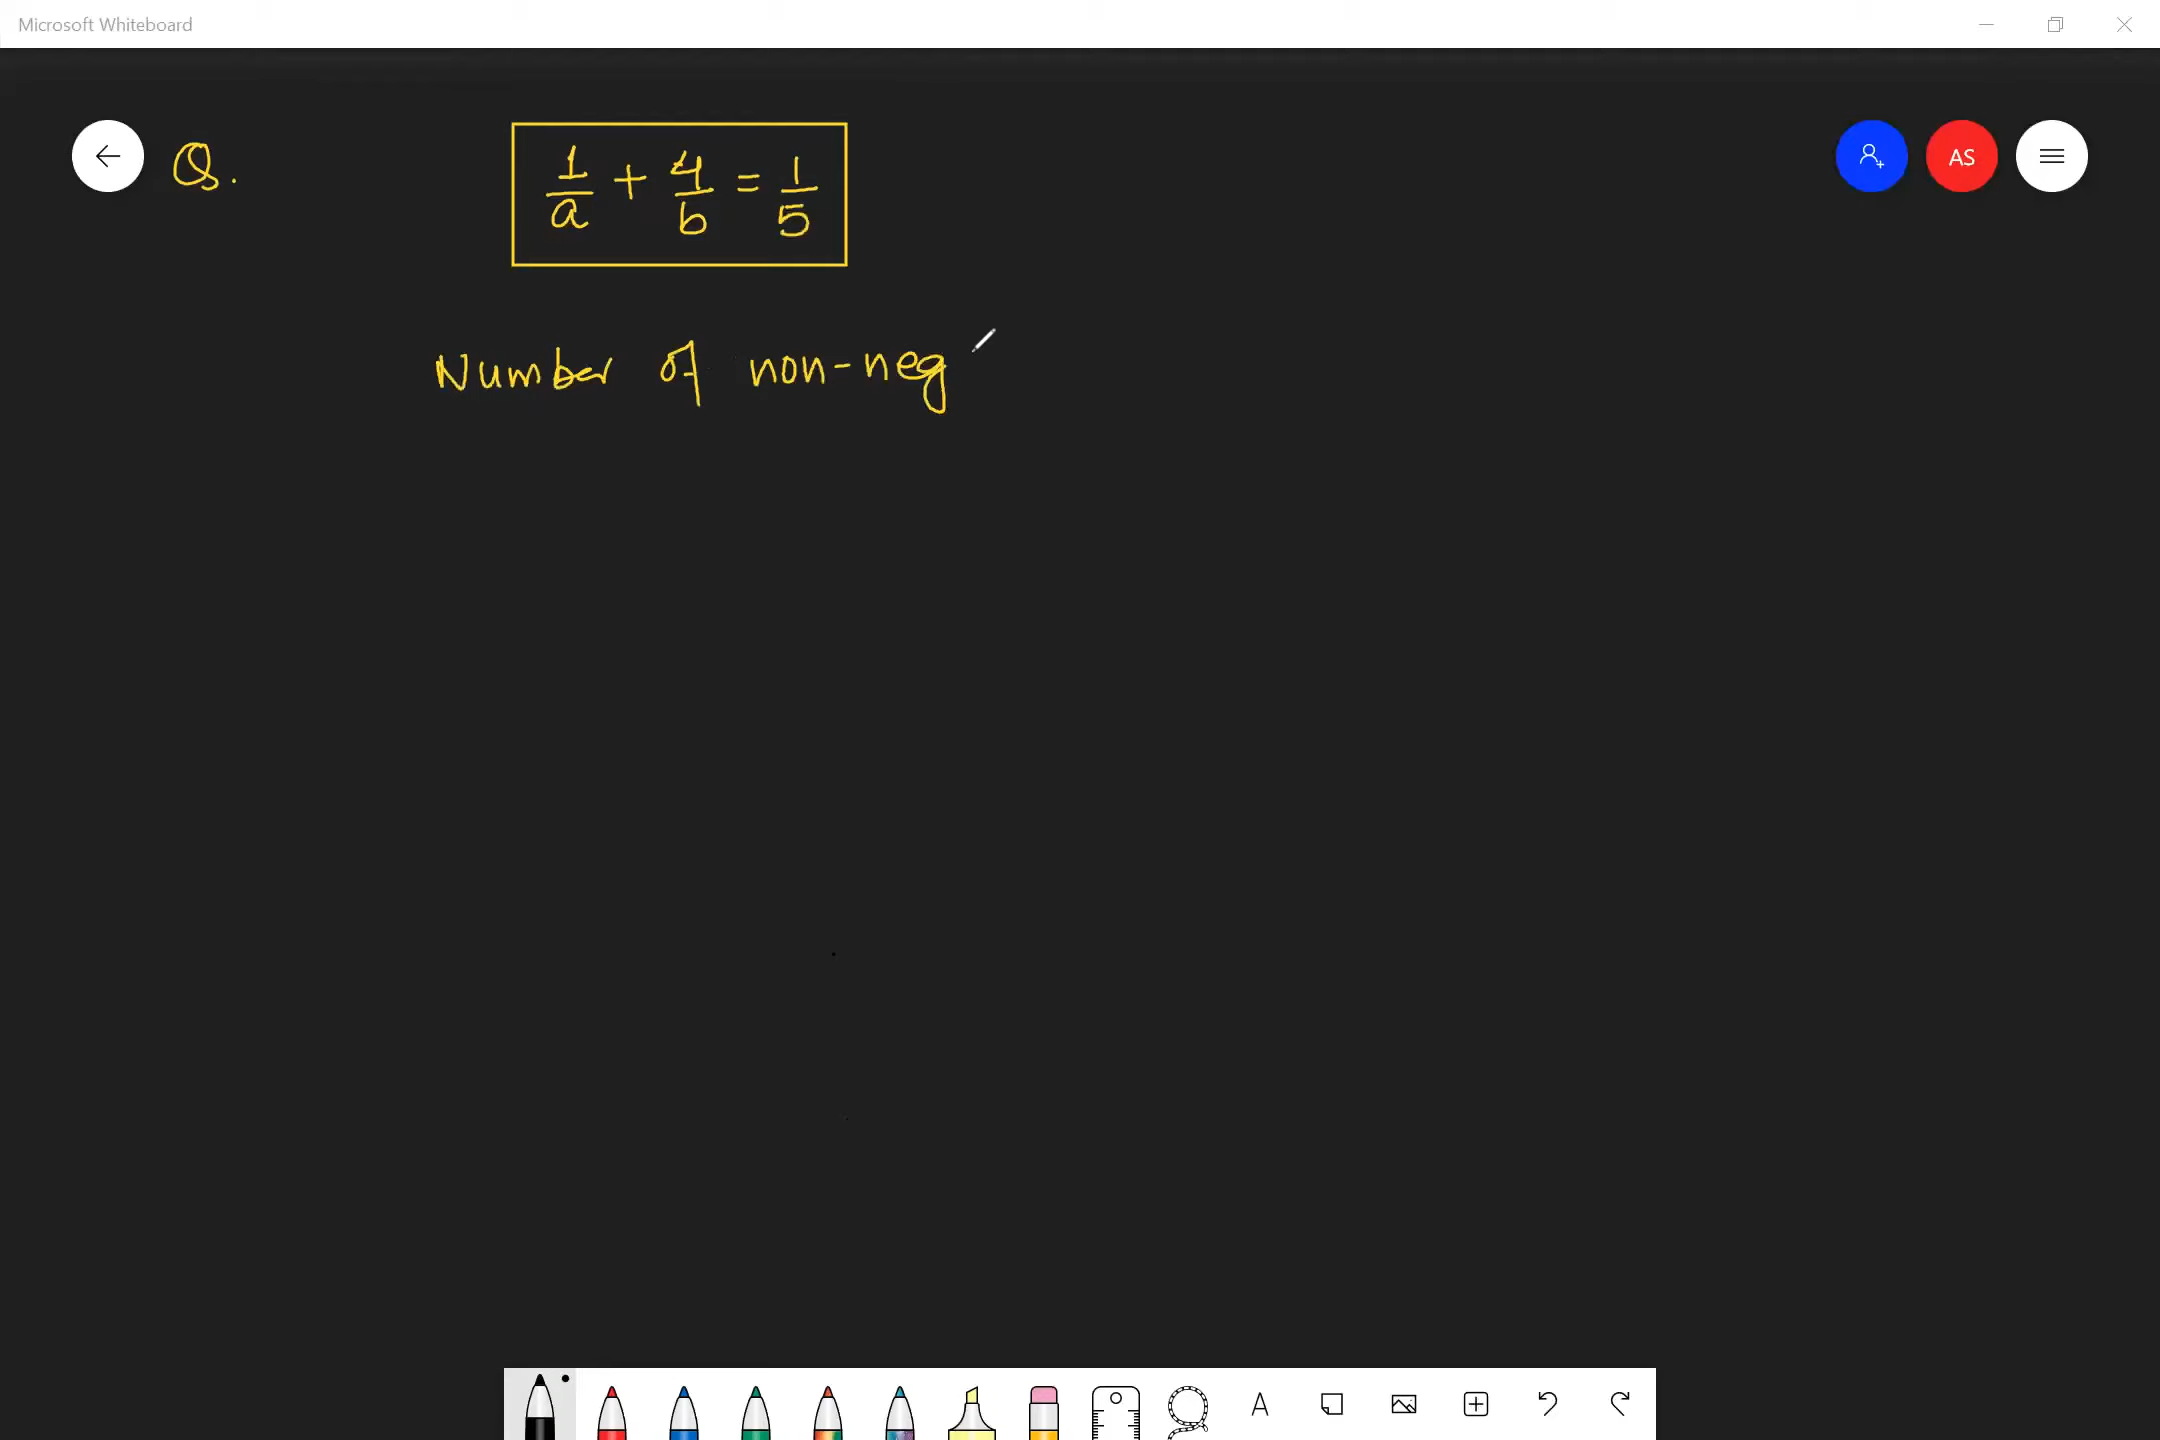 Microsoft Whiteboard
Q.
1/a + 4/b = 1/5
AS
Number of non-neg
A